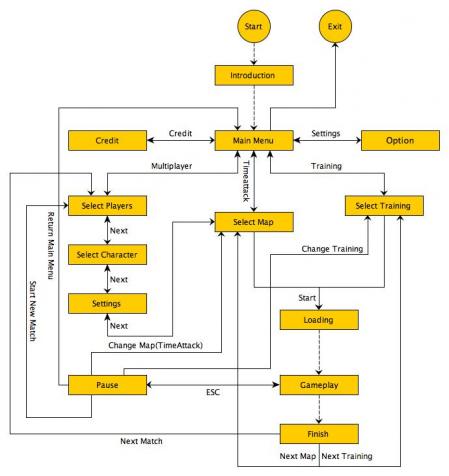 Start
Exit
Introduction
Credit
Credit
Main Menu
Settings
Option
Multiplayer
Timeattack
Training
Select Players
Select Map
Select Training
Next
Return Main Menu
Select Character
Change Training
Next
Start New Match
Settings
Start
Next
Loading
Change Map(TimeAttack)
Pause
ESC
Gameplay
Finish
Next Match
Next Map
Next Training